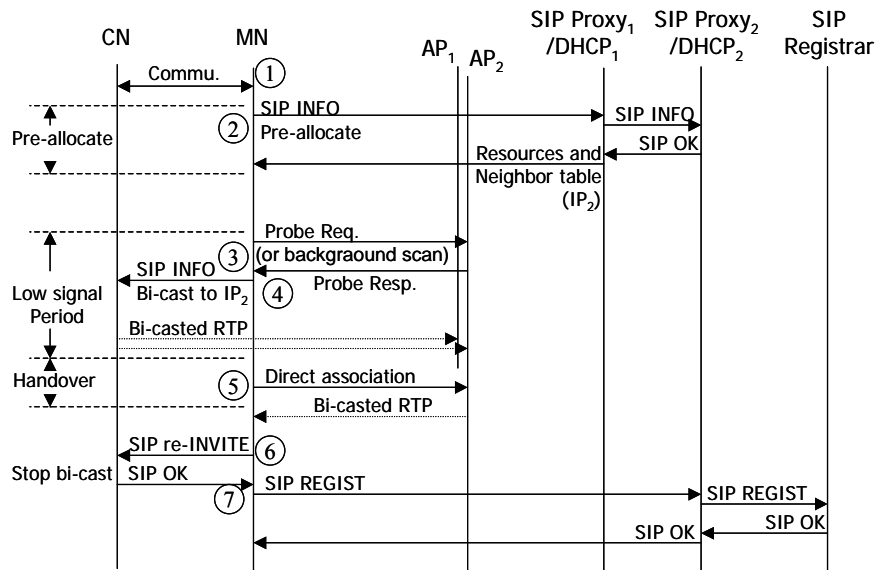 SIP Proxy1 SIP Proxy2 SIP
CN MN AP1 AP2 /DHCP1 /DHCP2 Registrar
Commu. 1
SIP INFO
2 Pre-allocate SIP INFO
Pre-allocate
SIP OK
Resources and
Neighbor table
(IP2)
Probe Req.
3 (or backgraound scan)
SIP INFO
Bi-cast to IP2 4 Probe Resp.
Low signal
Period
Bi-casted RTP
Handover
5 Direct association
Bi-casted RTP
SIP re-INVITE 6
Stop bi-cast SIP OK
7 SIP REGIST SIP REGIST
SIP OK SIP OK